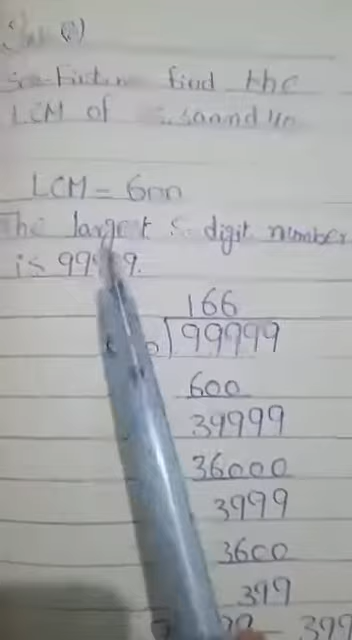 find the
LCM of
LCM = 600
The largest 5 digit number
is 99999.
166
99999
600
39999
36000
3999
3600
399
399